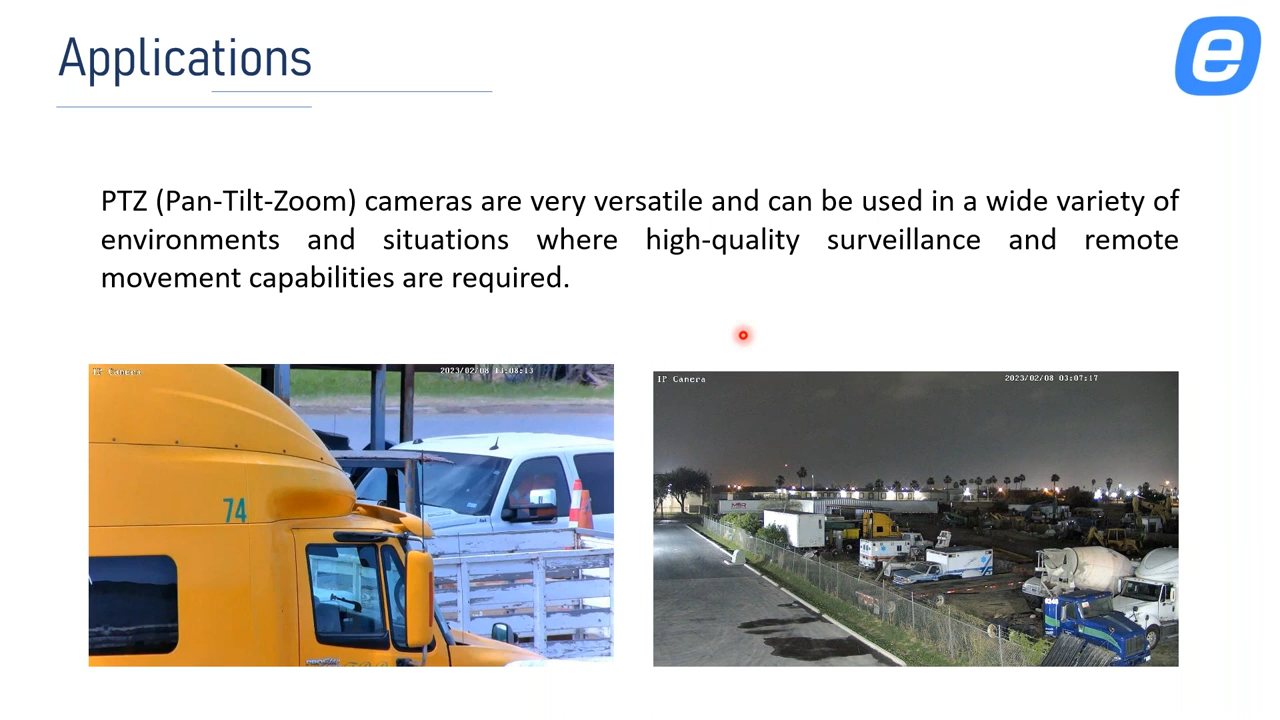 Applications
e
PTZ (Pan-Tilt-Zoom) cameras are very versatile and can be used in a wide variety of
environments and situations where high-quality surveillance and remote
movement capabilities are required.
IP Camera
2023/02/08 11:08:13
74
IP Camera
2023/02/08 03:07:17